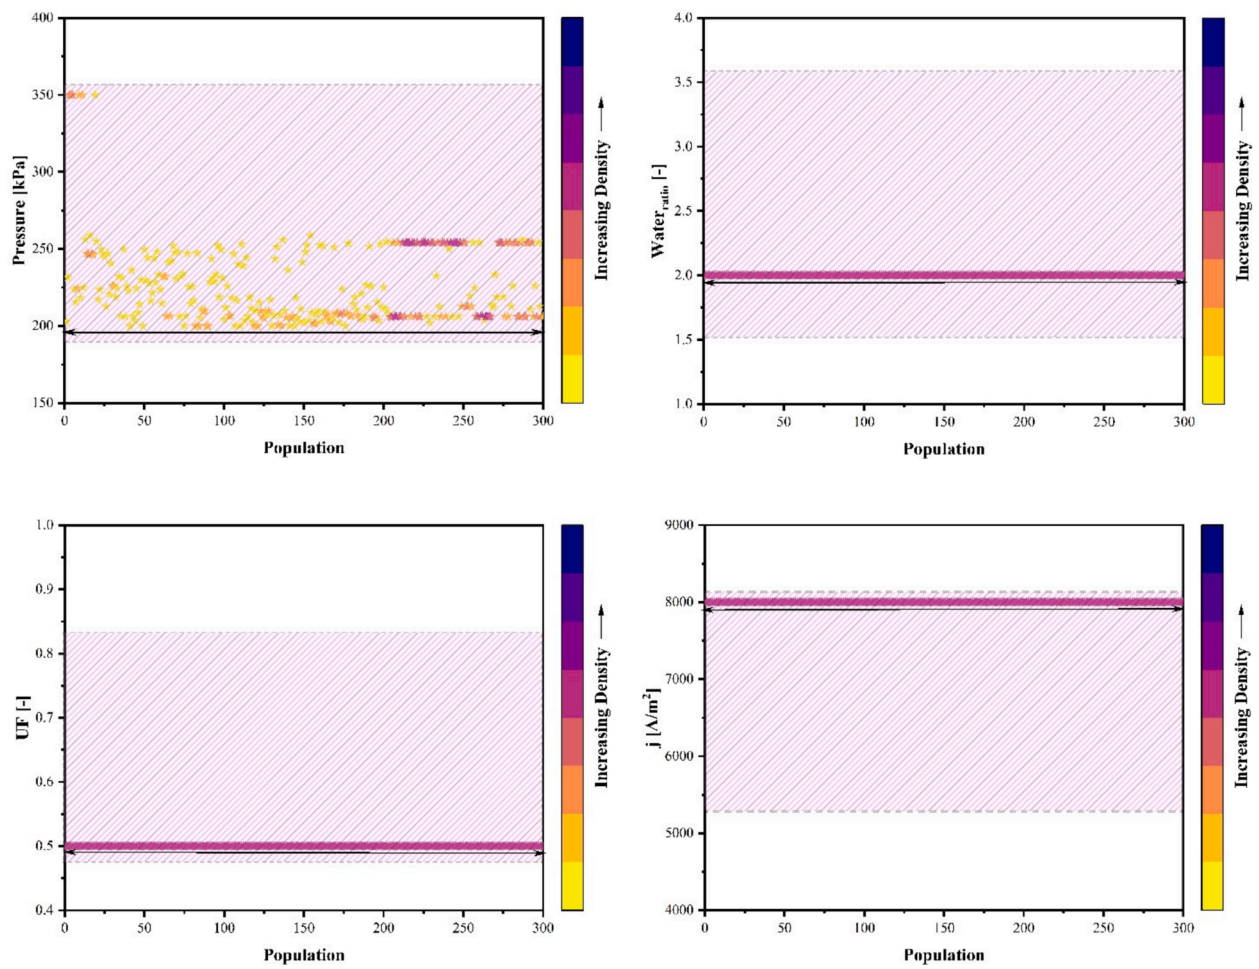 400
350
300
250
200
150
Pressure [kPa]
0 50 100 150 200 250 300
Population
Increasing Density
4.0
3.5
3.0
2.5
2.0
1.5
1.0
Water_ratio [-]
0 50 100 150 200 250 300
Population
Increasing Density
1.0
0.9
0.8
0.7
0.6
0.5
0.4
UF [-]
0 50 100 150 200 250 300
Population
Increasing Density
9000
8000
7000
6000
5000
4000
j [A/m²]
0 50 100 150 200 250 300
Population
Increasing Density